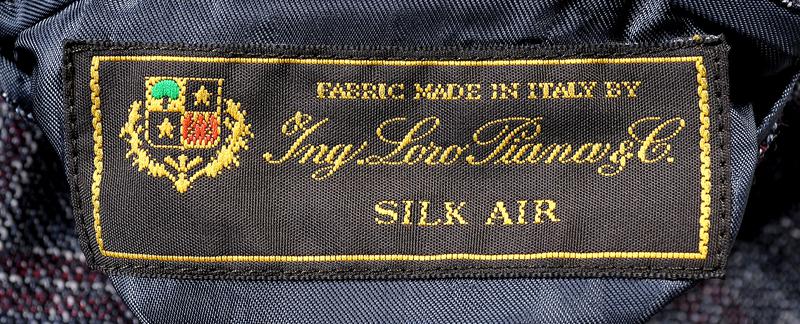 FABRIC MADE IN ITALY BY
Ing. Loro Piana & C.
SILK AIR